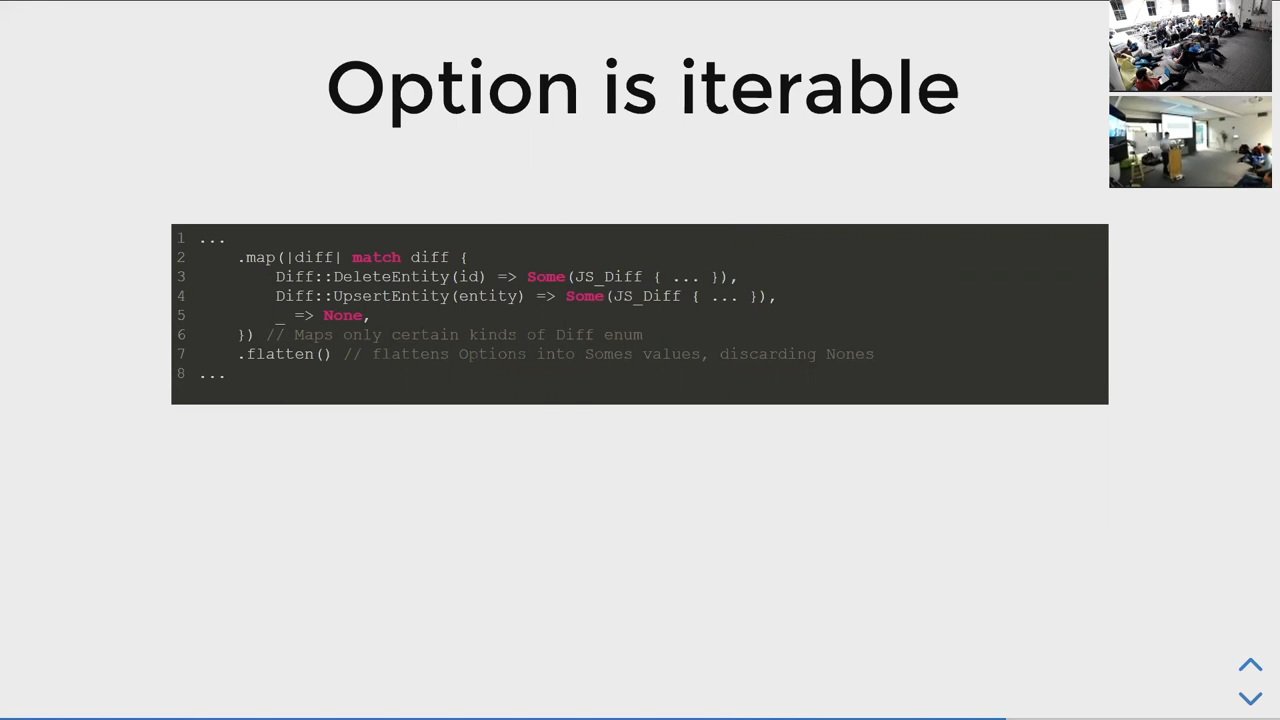 Option is iterable
1 ...
2     .map(|diff| match diff {
3         Diff::DeleteEntity(id) => Some(JS_Diff { ... }),
4         Diff::UpsertEntity(entity) => Some(JS_Diff { ... }),
5         _ => None,
6     }) // Maps only certain kinds of Diff enum
7     .flatten() // flattens Options into Somes values, discarding Nones
8 ...